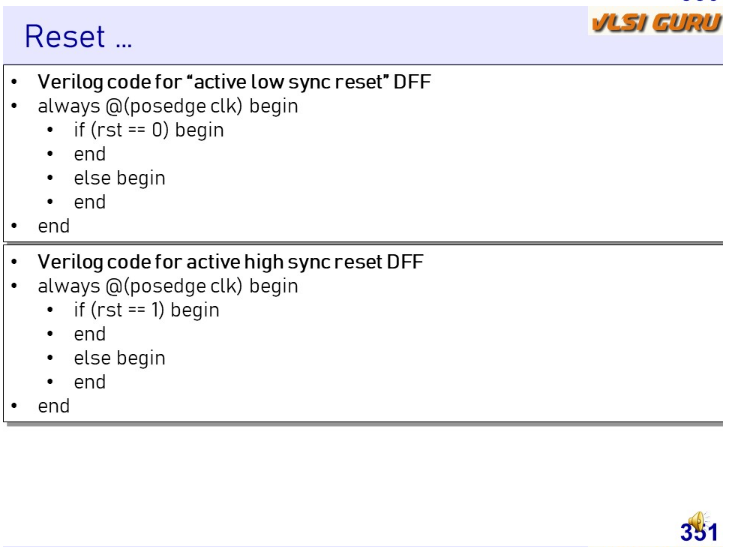 VLSI GURU
Reset ...
• Verilog code for “active low sync reset” DFF
• always @(posedge clk) begin
• if (rst == 0) begin
• end
• else begin
• end
• end
• Verilog code for active high sync reset DFF
• always @(posedge clk) begin
• if (rst == 1) begin
• end
• else begin
• end
• end
351